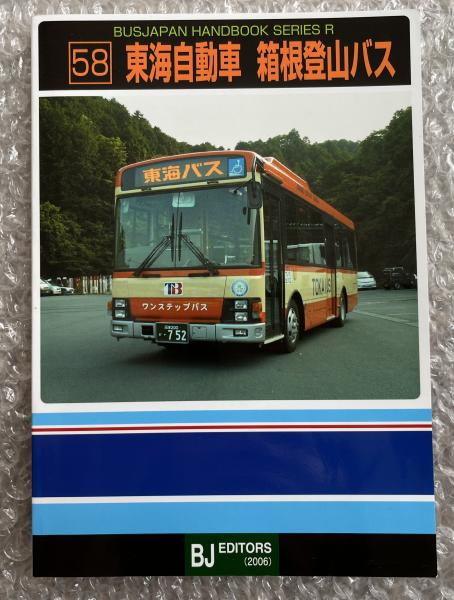 BUSJAPAN HANDBOOK SERIES R
58 東海自動車 箱根登山バス
東海バス
TB
ワンステップバス
752
BJ EDITORS
(2006)